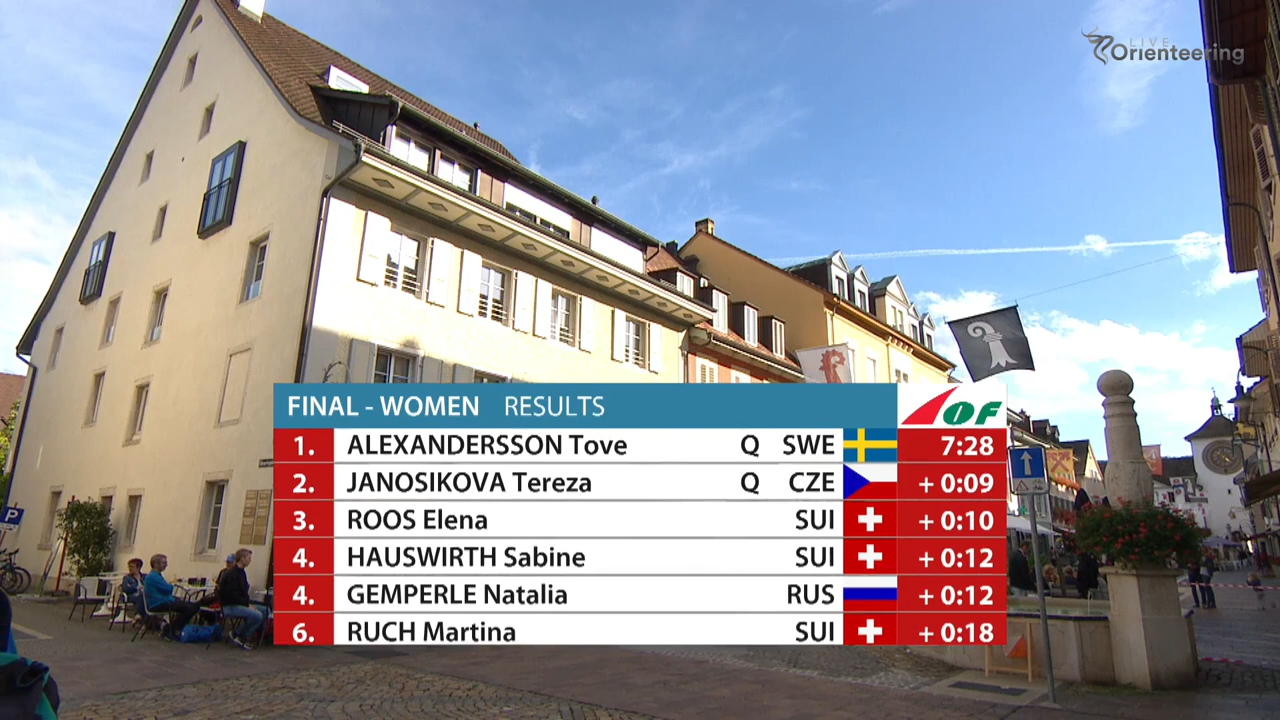 LIVE
Orienteering
FINAL - WOMEN RESULTS
IOF
1. ALEXANDERSSON Tove Q SWE 7:28
2. JANOSIKOVA Tereza Q CZE + 0:09
3. ROOS Elena SUI + 0:10
4. HAUSWIRTH Sabine SUI + 0:12
4. GEMPERLE Natalia RUS + 0:12
6. RUCH Martina SUI + 0:18
P